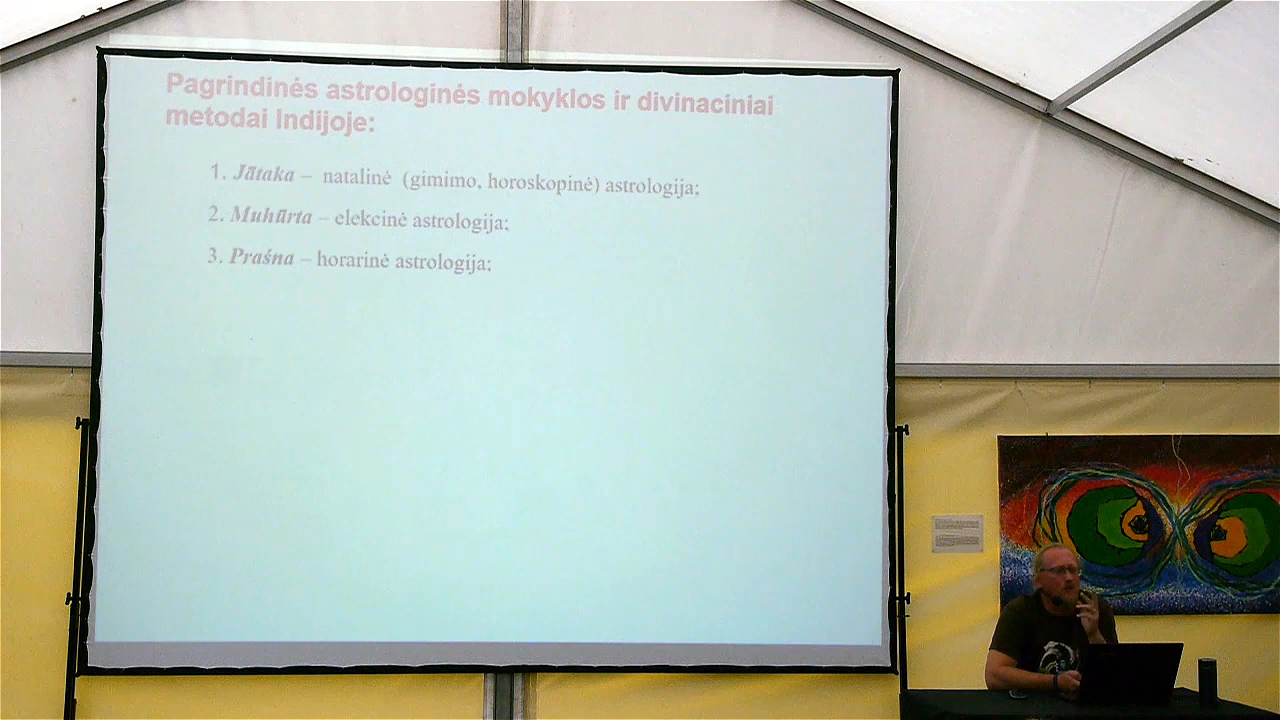 Pagrindinės astrologinės mokyklos ir divinaciniai
metodai Indijoje:
1. Jātaka – natalinė (gimimo, horoskopinė) astrologija;
2. Muhūrta – elekcinė astrologija;
3. Praśna – horarinė astrologija;